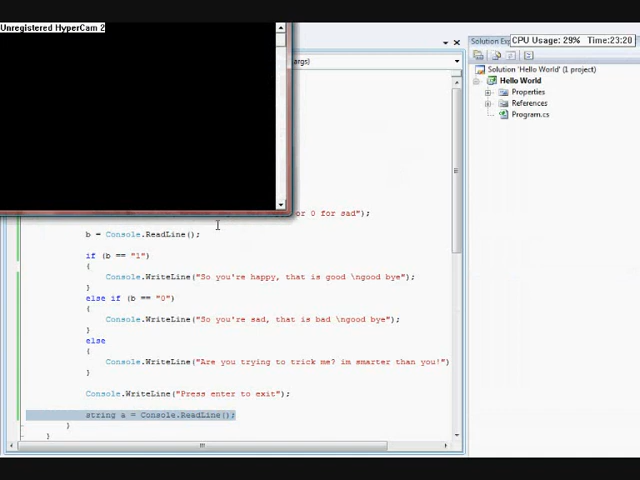 Unregistered HyperCam 2
CPU Usage: 29% Time:23:20
Solution Ex
args)
Solution 'Hello World' (1 project)
Hello World
Properties
References
Program.cs
or 0 for sad");
b = Console.ReadLine();
if (b == "1")
{
Console.WriteLine("So you're happy, that is good \ngood bye");
}
else if (b == "0")
{
Console.WriteLine("So you're sad, that is bad \ngood bye");
}
else
{
Console.WriteLine("Are you trying to trick me? im smarter than you!")
}
Console.WriteLine("Press enter to exit");
string a = Console.ReadLine();
}
}